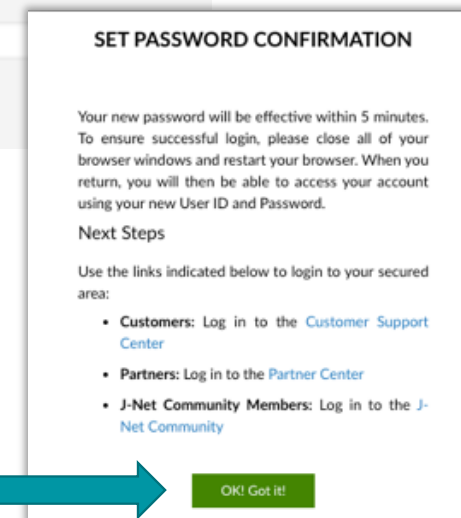 SET PASSWORD CONFIRMATION
Your new password will be effective within 5 minutes.
To ensure successful login, please close all of your
browser windows and restart your browser. When you
return, you will then be able to access your account
using your new User ID and Password.
Next Steps
Use the links indicated below to login to your secured
area:
• Customers: Log in to the Customer Support
Center
• Partners: Log in to the Partner Center
• J-Net Community Members: Log in to the J-
Net Community
OK! Got it!